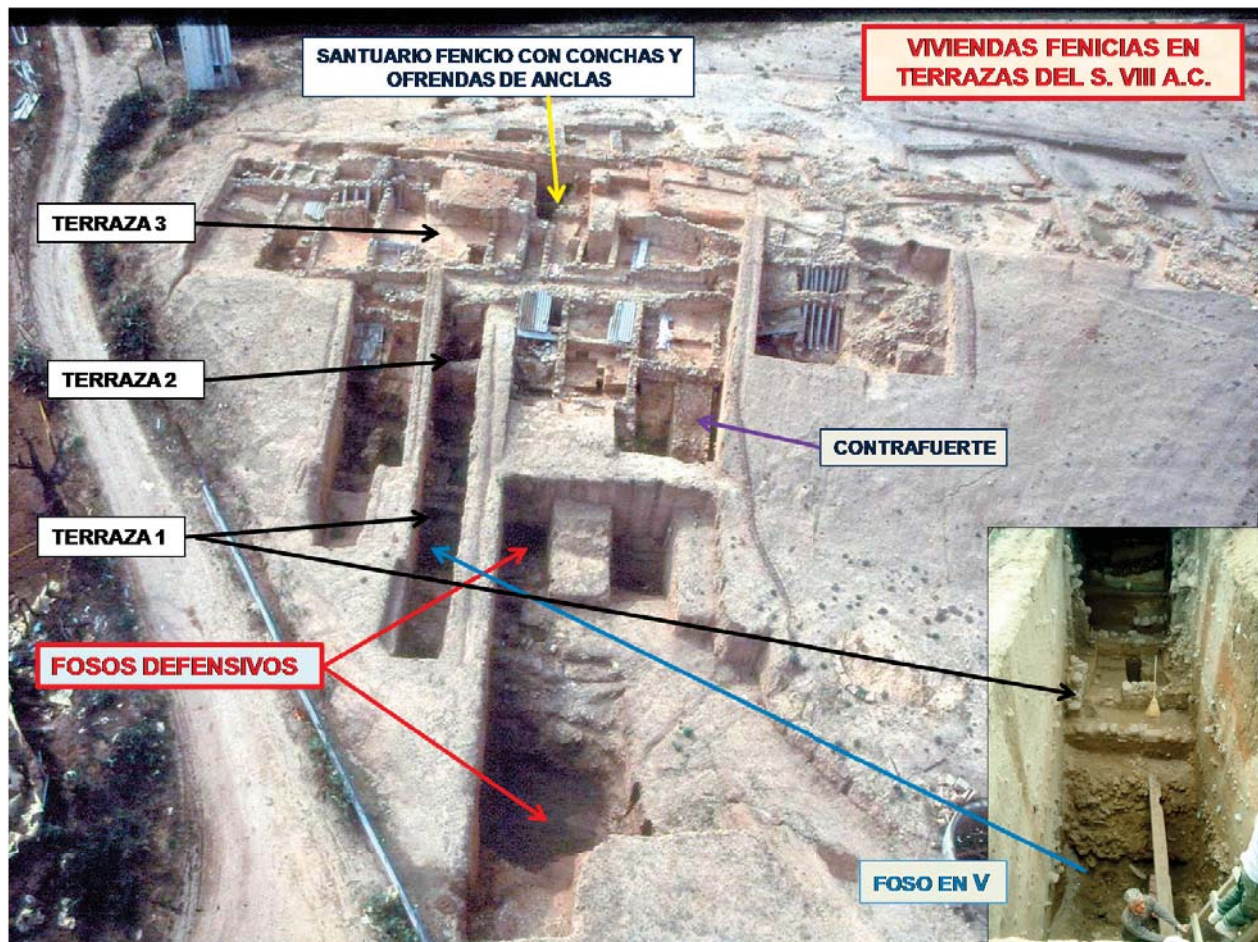 SANTUARIO FENICIO CON CONCHAS Y
OFRENDAS DE ANCLAS
VIVIENDAS FENICIAS EN
TERRAZAS DEL S. VIII A.C.
TERRAZA 3
TERRAZA 2
CONTRAFUERTE
TERRAZA 1
FOSOS DEFENSIVOS
FOSO EN V